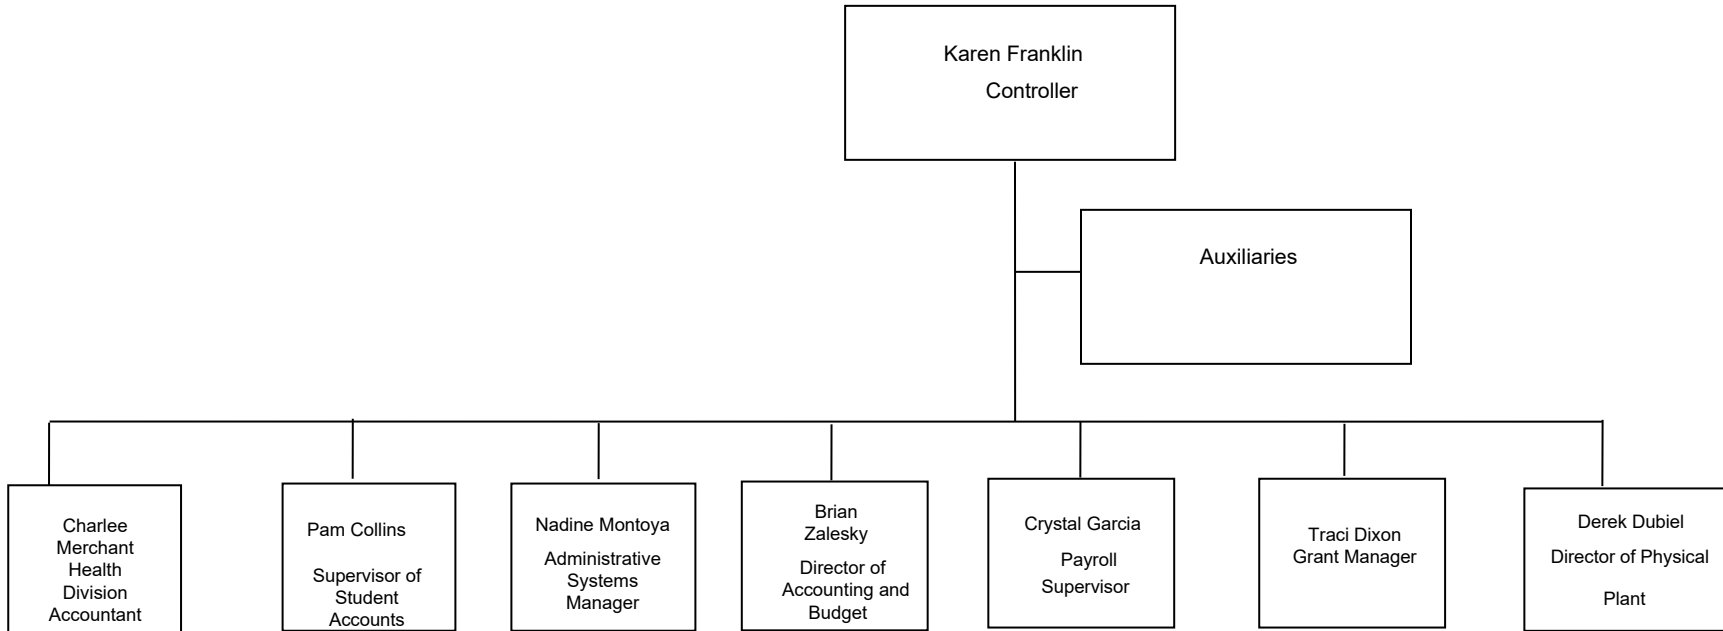 Karen Franklin
Controller
Auxiliaries
Charlee
Merchant
Health
Division
Accountant
Pam Collins
Supervisor of
Student
Accounts
Nadine Montoya
Administrative
Systems
Manager
Brian
Zalesky
Director of
Accounting and
Budget
Crystal Garcia
Payroll
Supervisor
Traci Dixon
Grant Manager
Derek Dubiel
Director of Physical
Plant